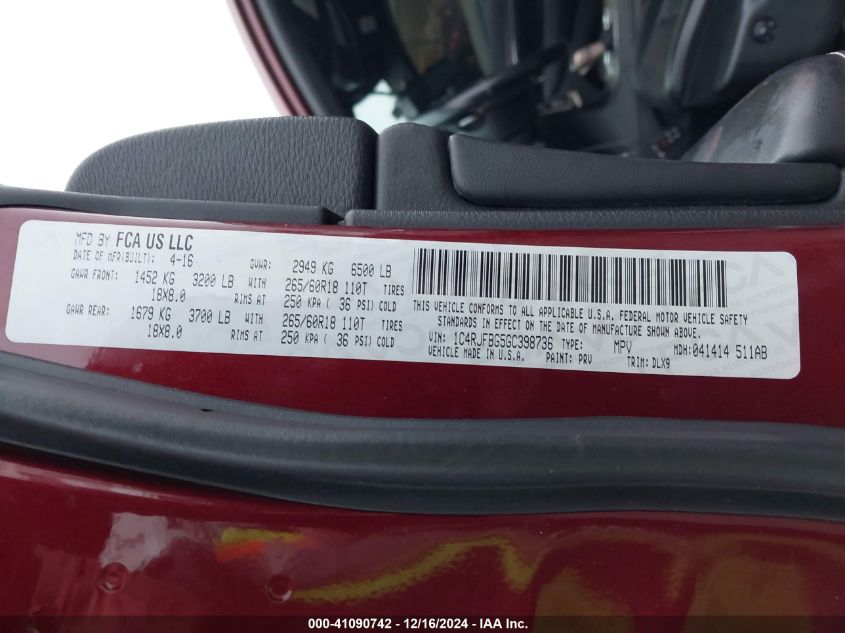 MFD BY FCA US LLC
DATE OF MFR(BUILT): 4-16 GVWR: 2949 KG 6500 LB
GAWR FRONT: 1452 KG 3200 LB WITH 265/60R18 110T TIRES
18X8.0 RIMS AT 250 KPA ( 36 PSI) COLD
GAWR REAR: 1679 KG 3700 LB WITH 265/60R18 110T TIRES
18X8.0 RIMS AT 250 KPA ( 36 PSI) COLD
THIS VEHICLE CONFORMS TO ALL APPLICABLE U.S.A. FEDERAL MOTOR VEHICLE SAFETY
STANDARDS IN EFFECT ON THE DATE OF MANUFACTURE SHOWN ABOVE.
VIN: 1C4RJFBG5GC398736 TYPE: MPV MDH: 041414 511AB
VEHICLE MADE IN U.S.A. PAINT: PRV TRIM: DLX9
000-41090742 - 12/16/2024 - IAA Inc.